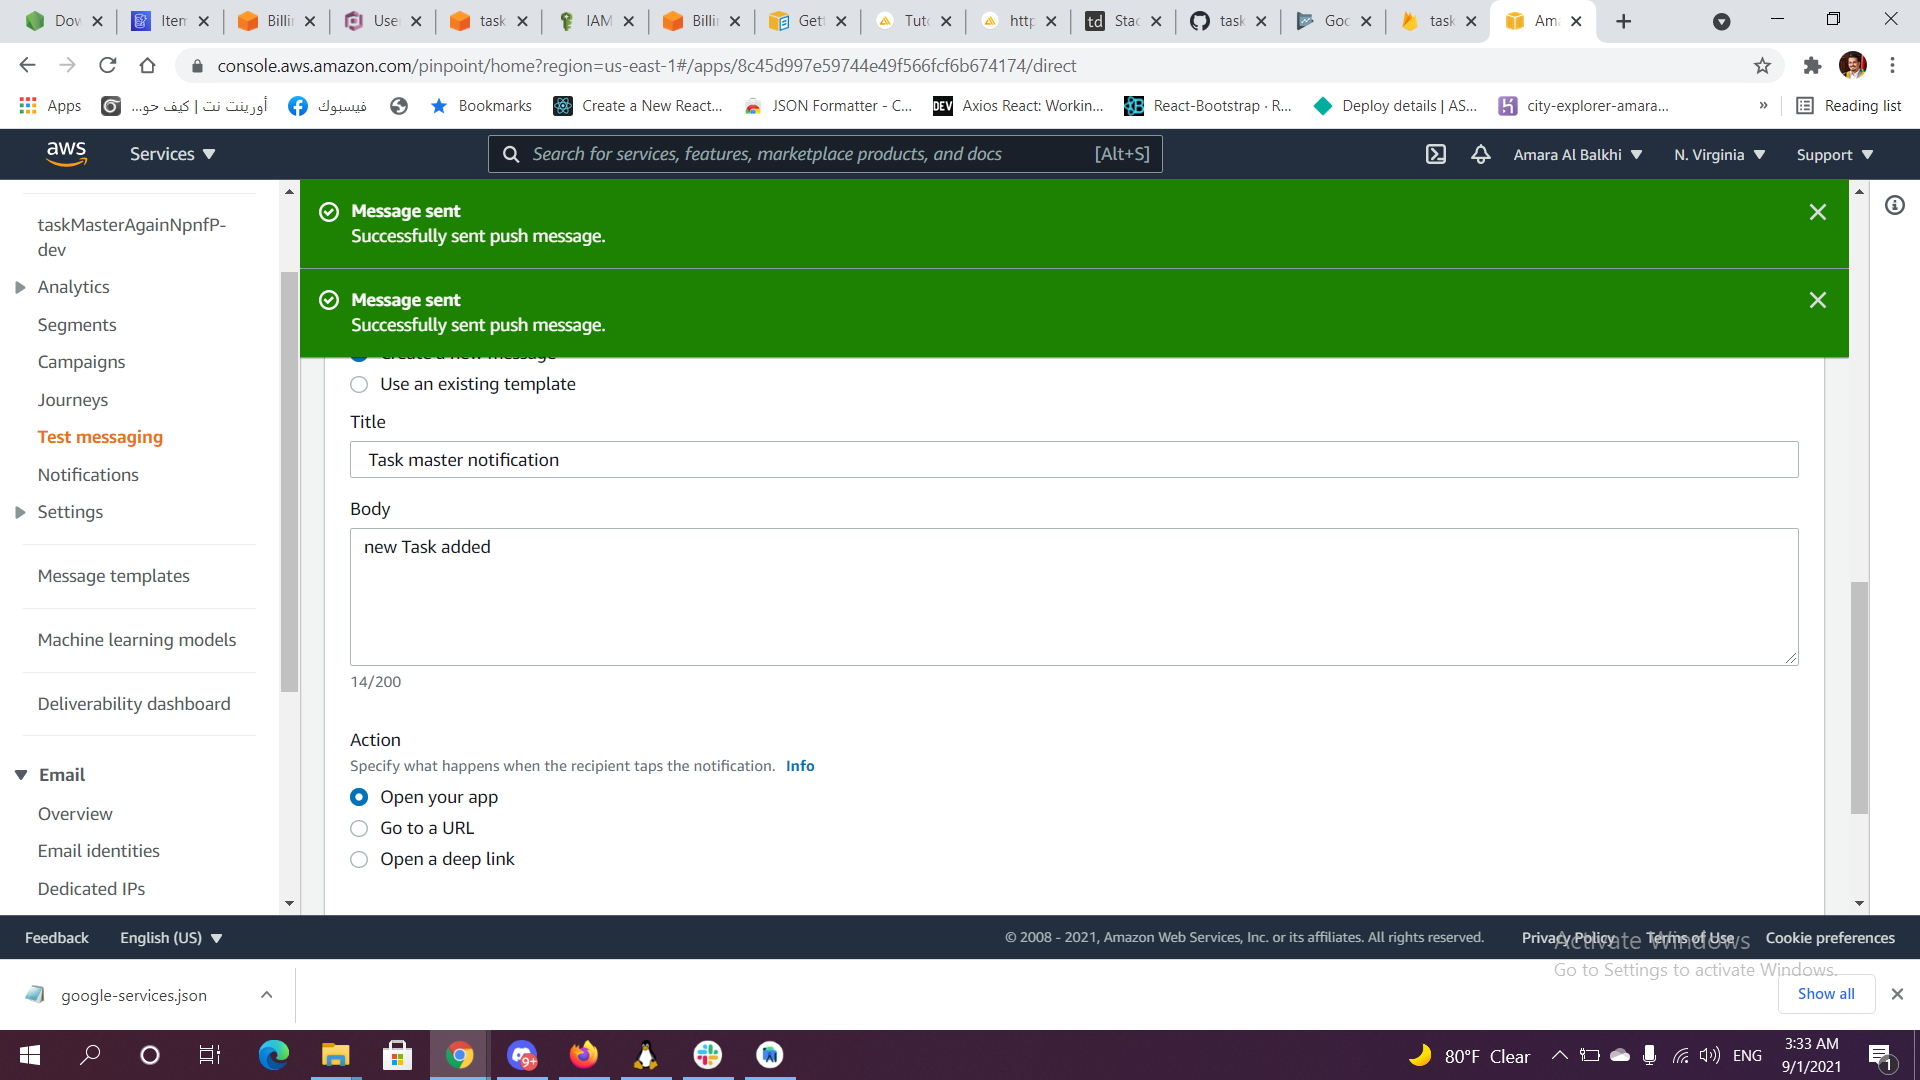 Dov
Item
Billi
Use
task
IAM
Billi
Gett
Tuto
http
Stac
task
Goo
task
Ama
console.aws.amazon.com/pinpoint/home?region=us-east-1#/apps/8c45d997e59744e49f566fcf6b674174/direct
Apps
أورينت نت | كيف حو...
فيسبوك
Bookmarks
Create a New React...
JSON Formatter - C...
DEV
Axios React: Workin...
React-Bootstrap · R...
Deploy details | AS...
city-explorer-amara...
»
Reading list
aws
Services
Search for services, features, marketplace products, and docs
[Alt+S]
Amara Al Balkhi
N. Virginia
Support
taskMasterAgainNpnfP-
dev
Analytics
Segments
Campaigns
Journeys
Test messaging
Notifications
Settings
Message templates
Machine learning models
Deliverability dashboard
Email
Overview
Email identities
Dedicated IPs
Message sent
Successfully sent push message.
Message sent
Successfully sent push message.
Create a new message
Use an existing template
Title
Task master notification
Body
new Task added
14/200
Action
Specify what happens when the recipient taps the notification. Info
Open your app
Go to a URL
Open a deep link
Feedback
English (US)
© 2008 - 2021, Amazon Web Services, Inc. or its affiliates. All rights reserved.
Privacy Policy
Terms of Use
Cookie preferences
Activate Windows
Go to Settings to activate Windows.
google-services.json
Show all
9+
80°F Clear
ENG
3:33 AM
9/1/2021
1